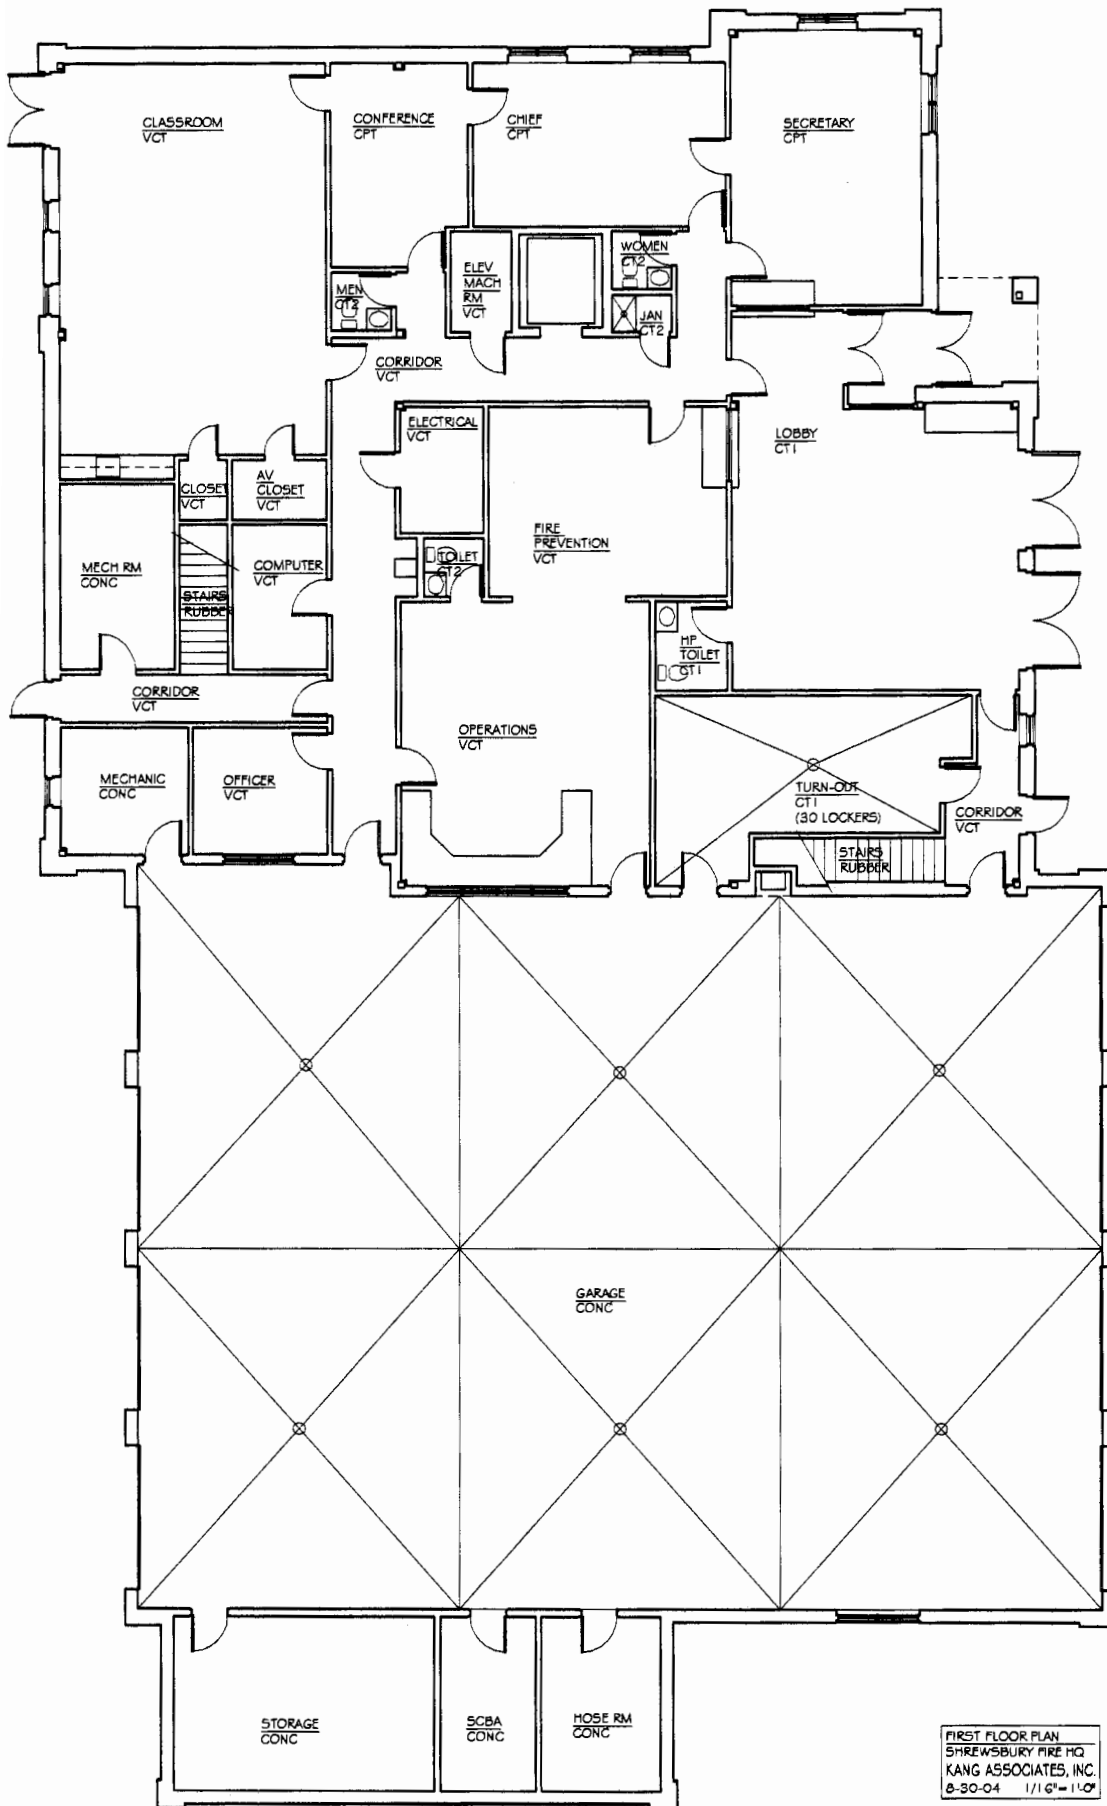 CLASSROOM
VCT
CONFERENCE
CPT
CHIEF
CPT
SECRETARY
CPT
WOMEN
CT2
ELEV
MACH
RM
VCT
MEN
CT2
JAN
CT2
CORRIDOR
VCT
ELECTRICAL
VCT
LOBBY
CT1
CLOSET
VCT
AV
CLOSET
VCT
FIRE
PREVENTION
VCT
MECH RM
CONC
STAIRS
RUBBER
COMPUTER
VCT
TOILET
CT2
HP
TOILET
CT1
CORRIDOR
VCT
OPERATIONS
VCT
MECHANIC
CONC
OFFICER
VCT
TURN-OUT
CT1
(30 LOCKERS)
CORRIDOR
VCT
STAIRS
RUBBER
GARAGE
CONC
STORAGE
CONC
SCBA
CONC
HOSE RM
CONC
FIRST FLOOR PLAN
SHREWSBURY FIRE HQ
KANG ASSOCIATES, INC.
8-30-04 1/16"=1'-0"